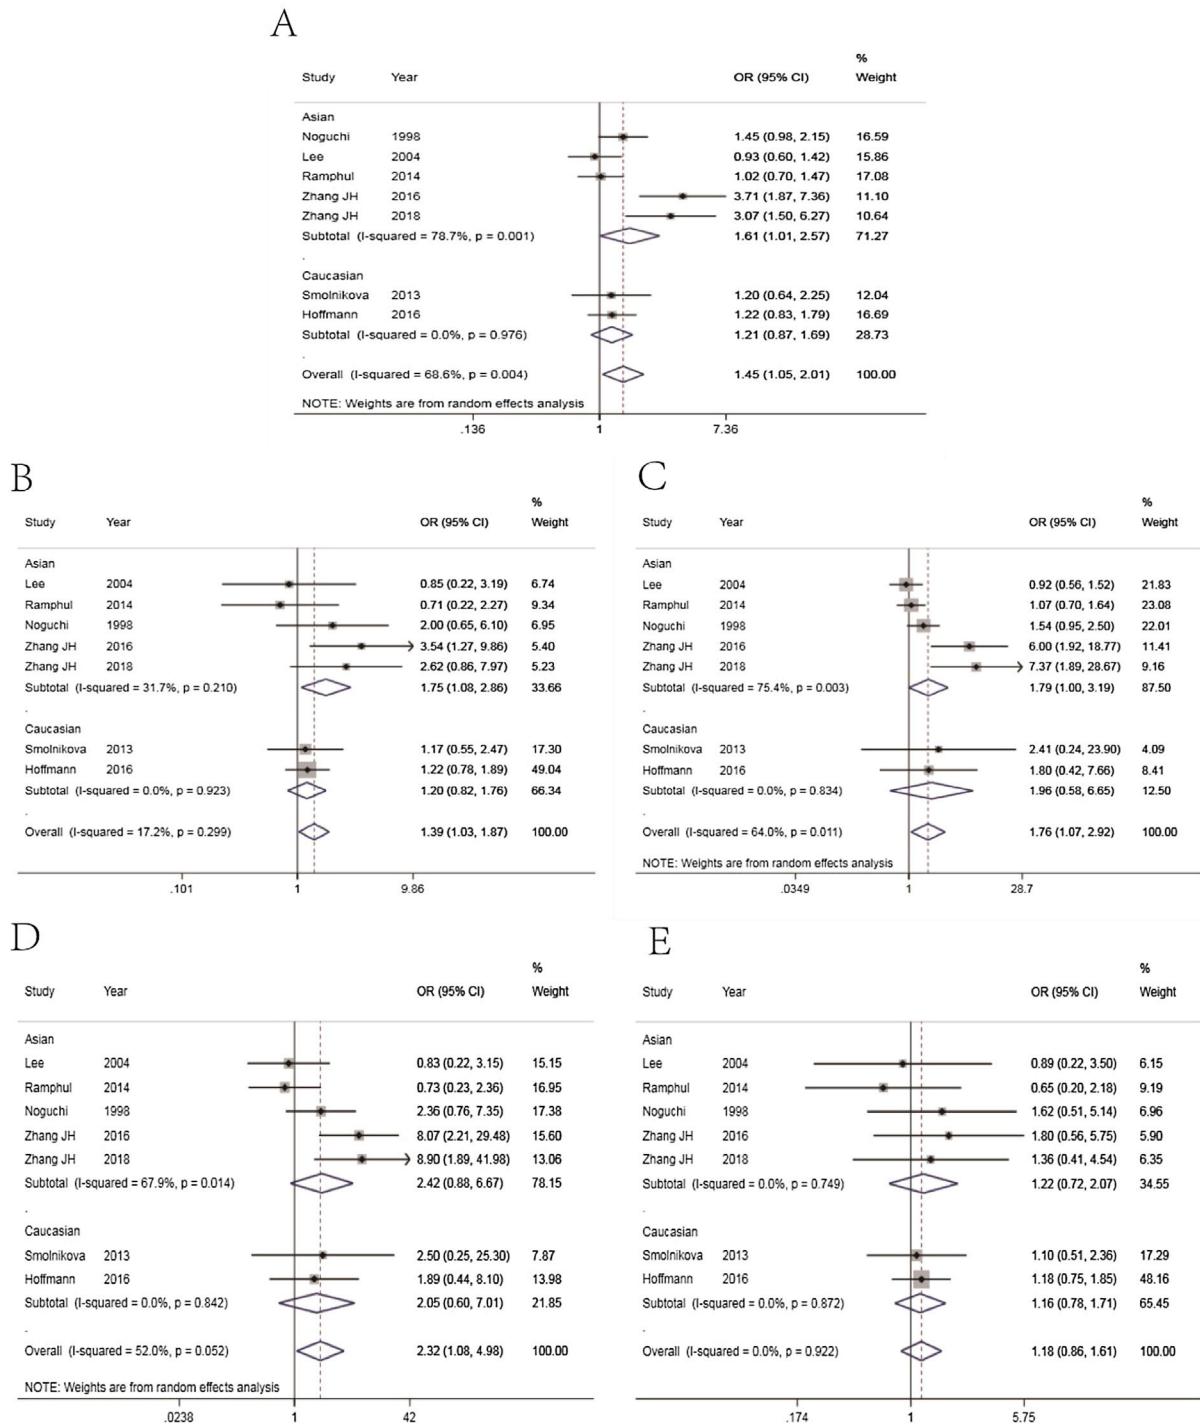 A
%
Study Year OR (95% CI) Weight
Asian
Noguchi 1998 1.45 (0.98, 2.15) 16.59
Lee 2004 0.93 (0.60, 1.42) 15.86
Ramphul 2014 1.02 (0.70, 1.47) 17.08
Zhang JH 2016 3.71 (1.87, 7.36) 11.10
Zhang JH 2018 3.07 (1.50, 6.27) 10.64
Subtotal (I-squared = 78.7%, p = 0.001) 1.61 (1.01, 2.57) 71.27
.
Caucasian
Smolnikova 2013 1.20 (0.64, 2.25) 12.04
Hoffmann 2016 1.22 (0.83, 1.79) 16.69
Subtotal (I-squared = 0.0%, p = 0.976) 1.21 (0.87, 1.69) 28.73
.
Overall (I-squared = 68.6%, p = 0.004) 1.45 (1.05, 2.01) 100.00
NOTE: Weights are from random effects analysis
.136 1 7.36
B
%
Study Year OR (95% CI) Weight
Asian
Lee 2004 0.85 (0.22, 3.19) 6.74
Ramphul 2014 0.71 (0.22, 2.27) 9.34
Noguchi 1998 2.00 (0.65, 6.10) 6.95
Zhang JH 2016 3.54 (1.27, 9.86) 5.40
Zhang JH 2018 2.62 (0.86, 7.97) 5.23
Subtotal (I-squared = 31.7%, p = 0.210) 1.75 (1.08, 2.86) 33.66
.
Caucasian
Smolnikova 2013 1.17 (0.55, 2.47) 17.30
Hoffmann 2016 1.22 (0.78, 1.89) 49.04
Subtotal (I-squared = 0.0%, p = 0.923) 1.20 (0.82, 1.76) 66.34
.
Overall (I-squared = 17.2%, p = 0.299) 1.39 (1.03, 1.87) 100.00
.101 1 9.86
C
%
Study Year OR (95% CI) Weight
Asian
Lee 2004 0.92 (0.56, 1.52) 21.83
Ramphul 2014 1.07 (0.70, 1.64) 23.08
Noguchi 1998 1.54 (0.95, 2.50) 22.01
Zhang JH 2016 6.00 (1.92, 18.77) 11.41
Zhang JH 2018 7.37 (1.89, 28.67) 9.16
Subtotal (I-squared = 75.4%, p = 0.003) 1.79 (1.00, 3.19) 87.50
.
Caucasian
Smolnikova 2013 2.41 (0.24, 23.90) 4.09
Hoffmann 2016 1.80 (0.42, 7.66) 8.41
Subtotal (I-squared = 0.0%, p = 0.834) 1.96 (0.58, 6.65) 12.50
.
Overall (I-squared = 64.0%, p = 0.011) 1.76 (1.07, 2.92) 100.00
NOTE: Weights are from random effects analysis
.0349 1 28.7
D
%
Study Year OR (95% CI) Weight
Asian
Lee 2004 0.83 (0.22, 3.15) 15.15
Ramphul 2014 0.73 (0.23, 2.36) 16.95
Noguchi 1998 2.36 (0.76, 7.35) 17.38
Zhang JH 2016 8.07 (2.21, 29.48) 15.60
Zhang JH 2018 8.90 (1.89, 41.98) 13.06
Subtotal (I-squared = 67.9%, p = 0.014) 2.42 (0.88, 6.67) 78.15
.
Caucasian
Smolnikova 2013 2.50 (0.25, 25.30) 7.87
Hoffmann 2016 1.89 (0.44, 8.10) 13.98
Subtotal (I-squared = 0.0%, p = 0.842) 2.05 (0.60, 7.01) 21.85
.
Overall (I-squared = 52.0%, p = 0.052) 2.32 (1.08, 4.98) 100.00
NOTE: Weights are from random effects analysis
.0238 1 42
E
%
Study Year OR (95% CI) Weight
Asian
Lee 2004 0.89 (0.22, 3.50) 6.15
Ramphul 2014 0.65 (0.20, 2.18) 9.19
Noguchi 1998 1.62 (0.51, 5.14) 6.96
Zhang JH 2016 1.80 (0.56, 5.75) 5.90
Zhang JH 2018 1.36 (0.41, 4.54) 6.35
Subtotal (I-squared = 0.0%, p = 0.749) 1.22 (0.72, 2.07) 34.55
.
Caucasian
Smolnikova 2013 1.10 (0.51, 2.36) 17.29
Hoffmann 2016 1.18 (0.75, 1.85) 48.16
Subtotal (I-squared = 0.0%, p = 0.872) 1.16 (0.78, 1.71) 65.45
.
Overall (I-squared = 0.0%, p = 0.922) 1.18 (0.86, 1.61) 100.00
.174 1 5.75